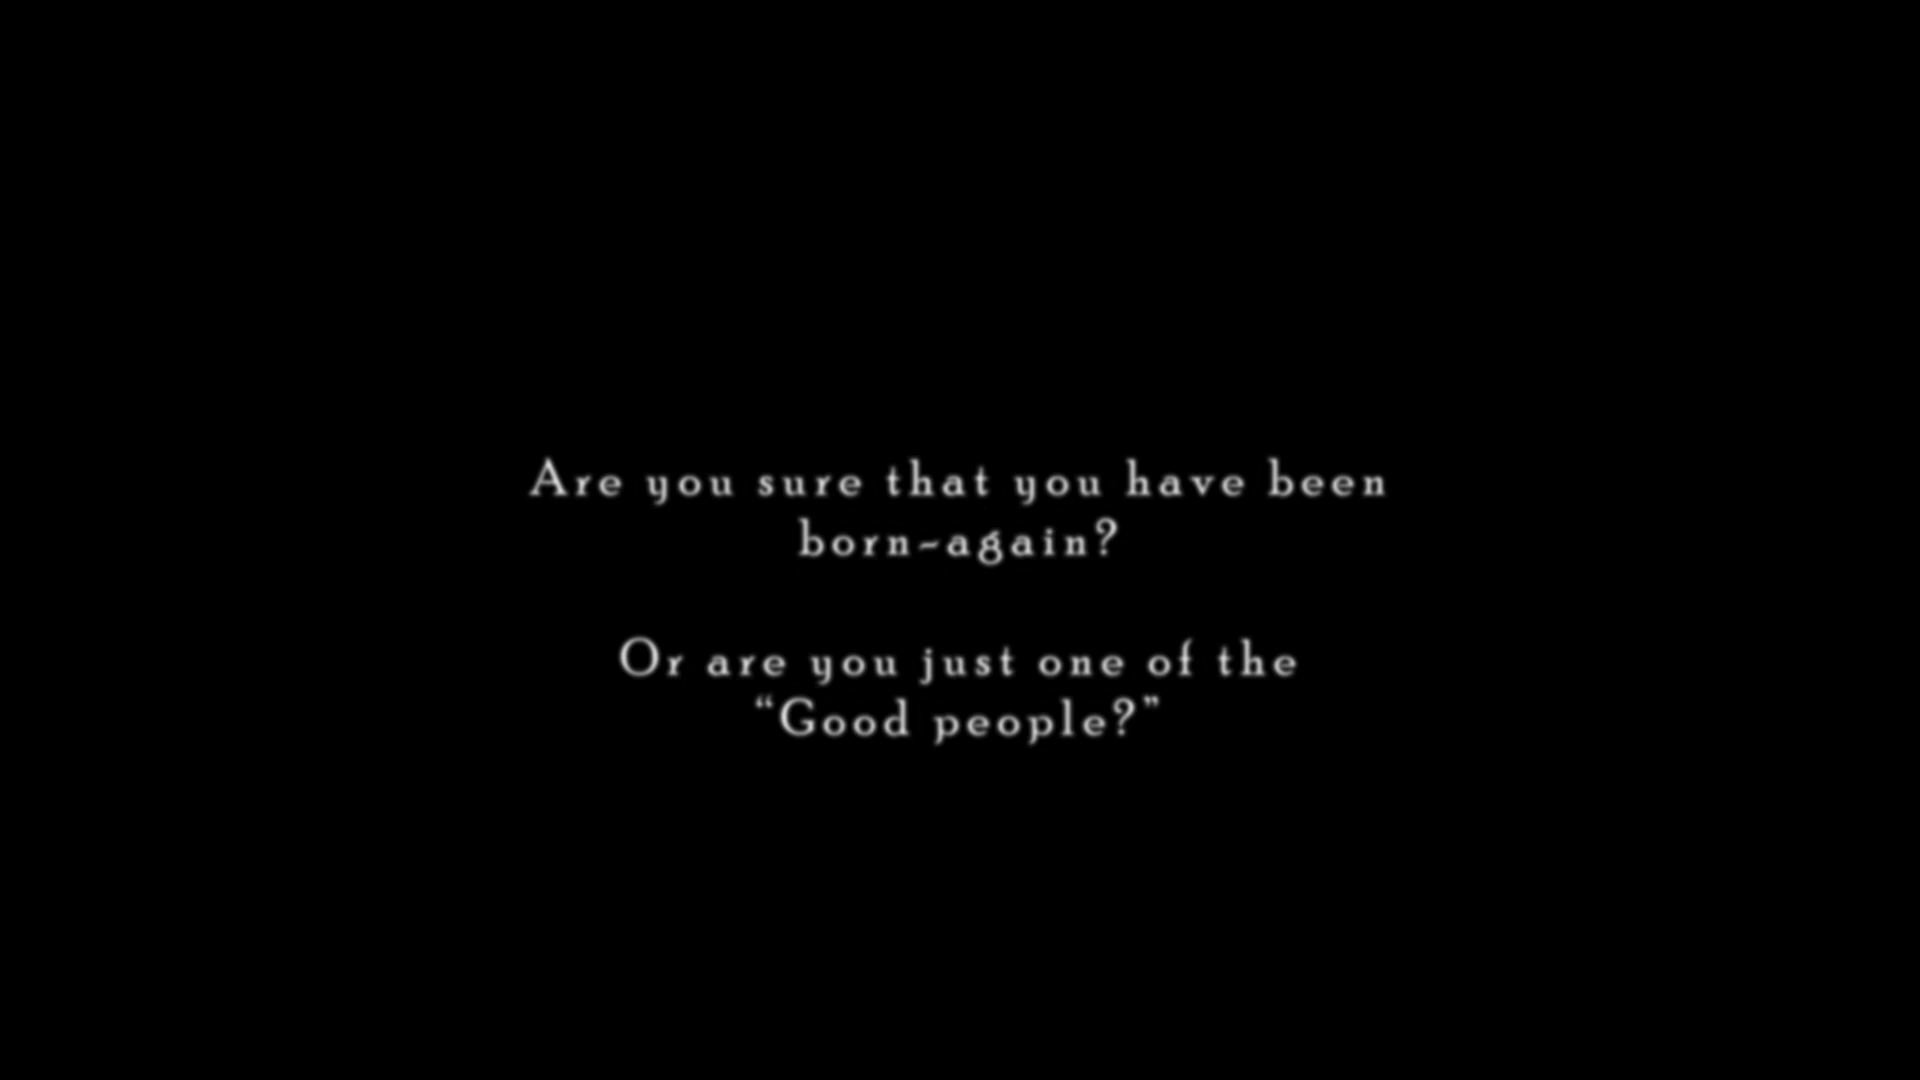 Are you sure that you have been
born-again?
Or are you just one of the
“Good people?”